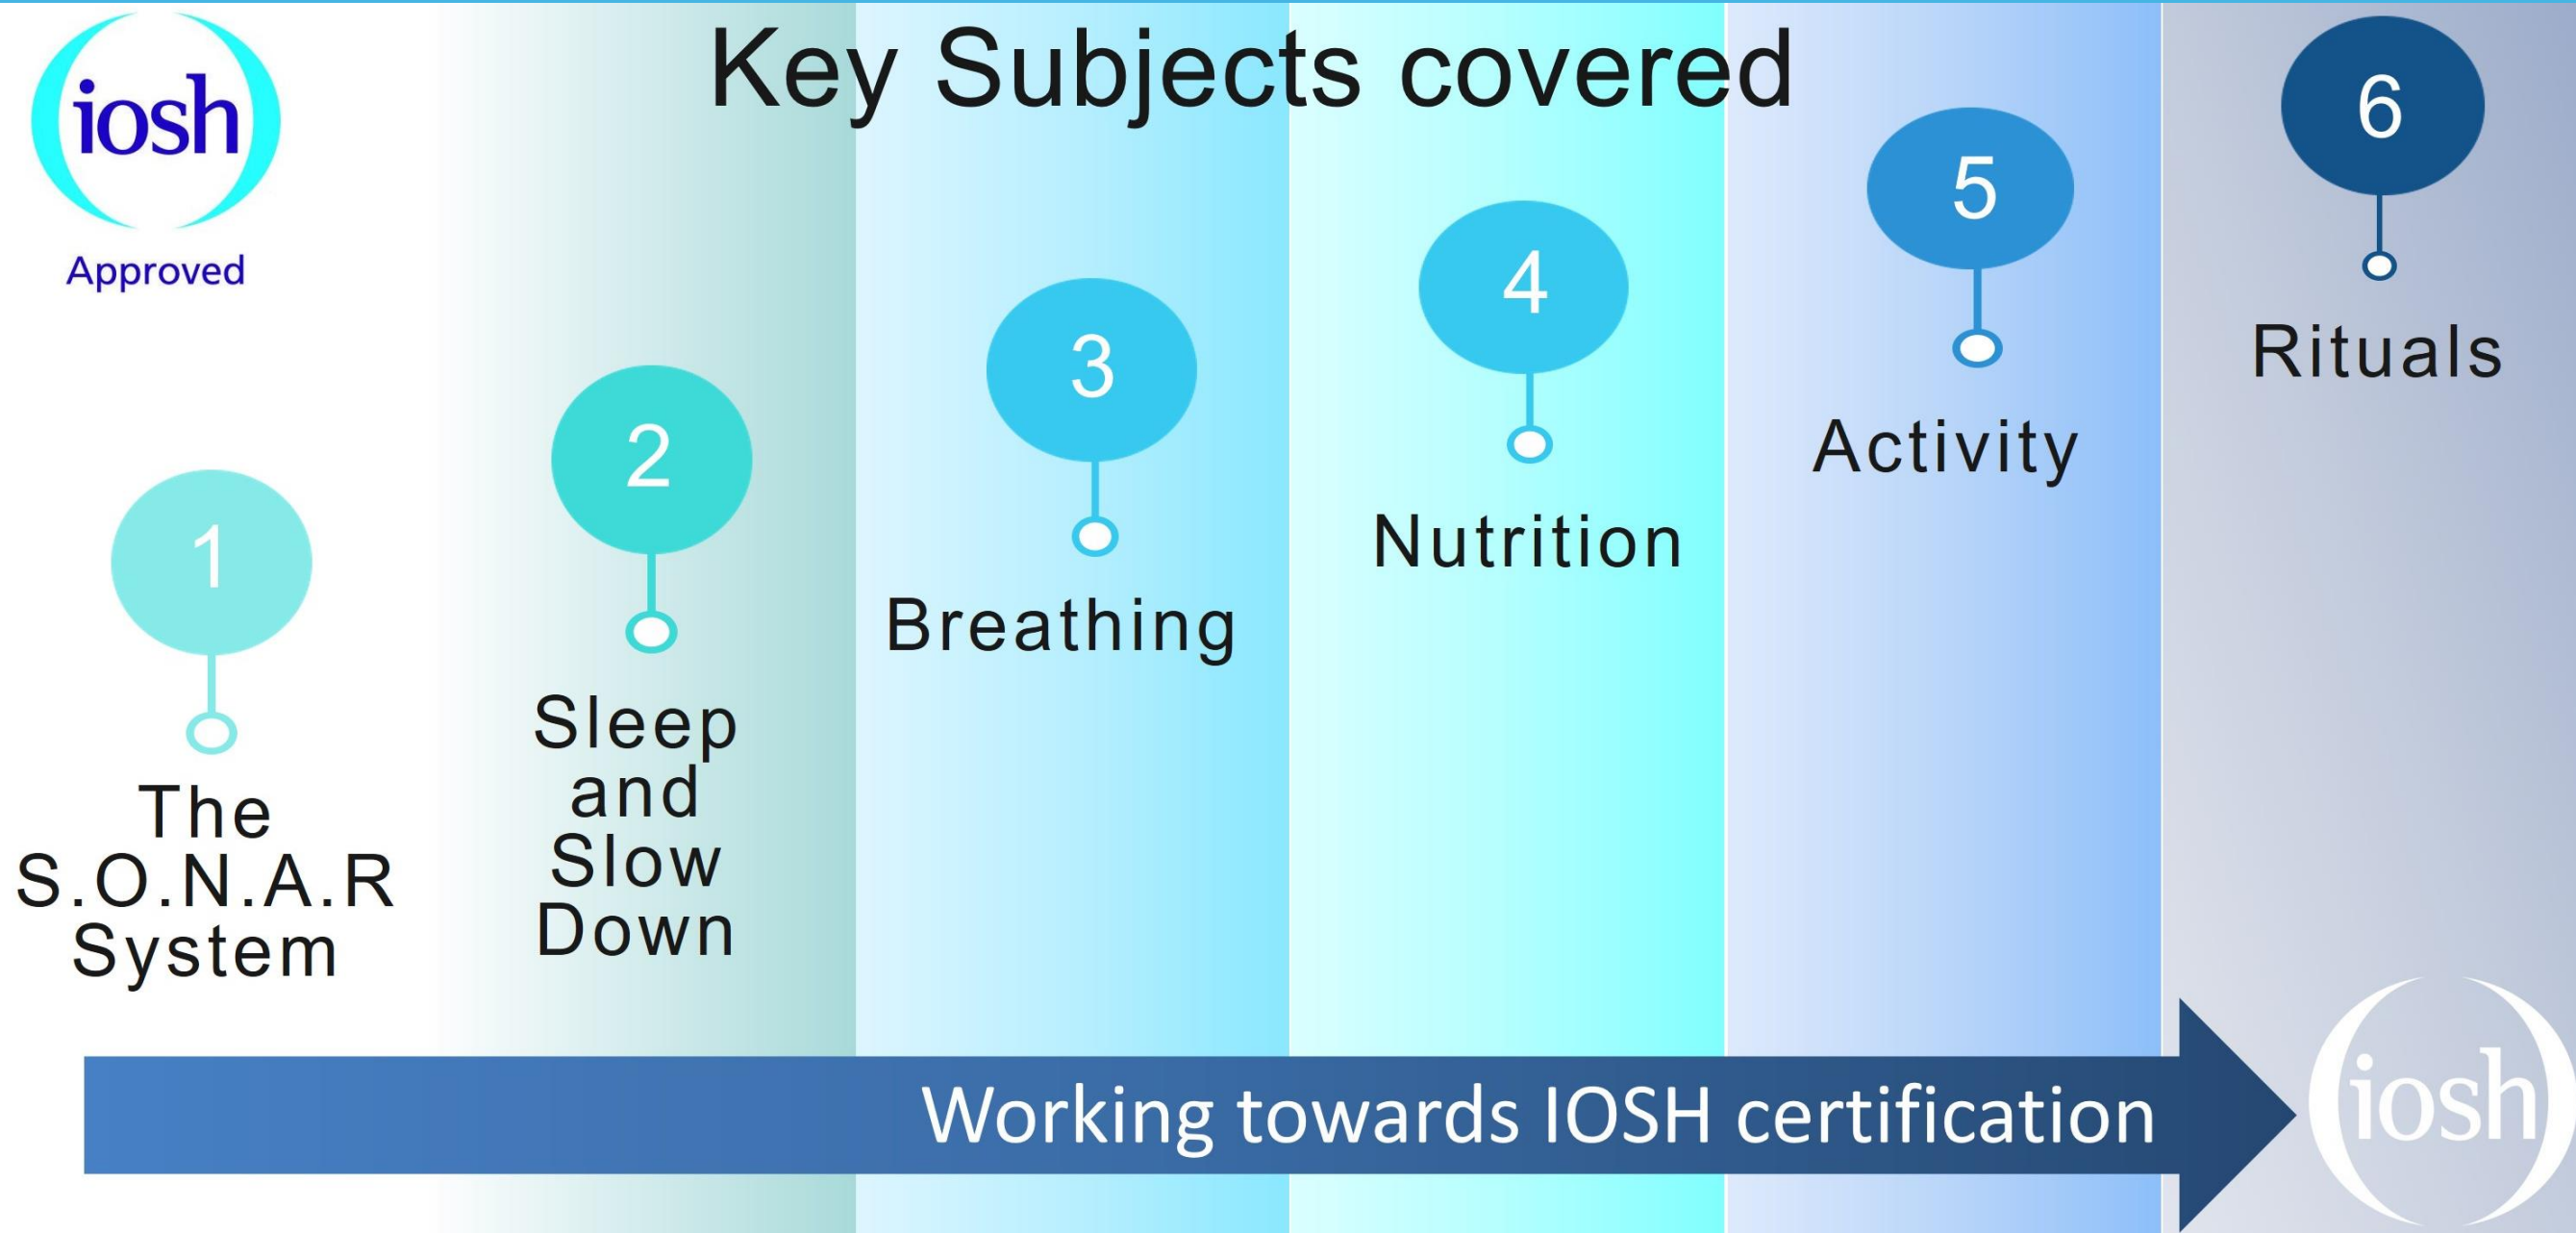 iosh
Approved
Key Subjects covered
1
The
S.O.N.A.R
System
2
Sleep
and
Slow
Down
3
Breathing
4
Nutrition
5
Activity
6
Rituals
Working towards IOSH certification
iosh